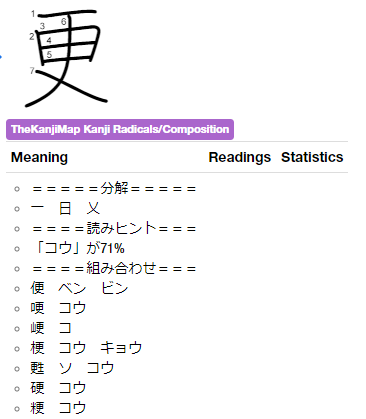 1
3 6
2
4
5
7
更
TheKanjiMap Kanji Radicals/Composition
Meaning Readings Statistics
＝＝＝＝＝分解＝＝＝＝＝
一 日 乂
＝＝＝＝読みヒント＝＝＝
「コウ」が71%
＝＝＝＝組み合わせ＝＝＝
便 ベン ビン
哽 コウ
峺 コ
梗 コウ キョウ
甦 ソ コウ
硬 コウ
粳 コウ